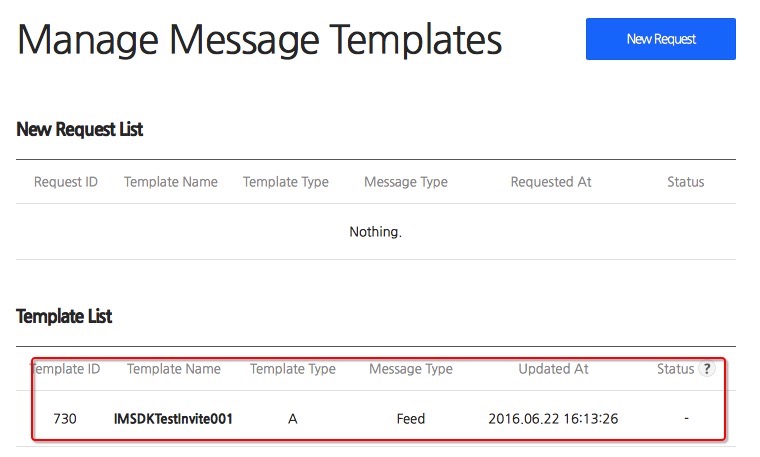 Manage Message Templates New Request
New Request List
Request ID Template Name Template Type Message Type Requested At Status
Nothing.
Template List
Template ID Template Name Template Type Message Type Updated At Status ?
730 IMSDKTestInvite001 A Feed 2016.06.22 16:13:26 -